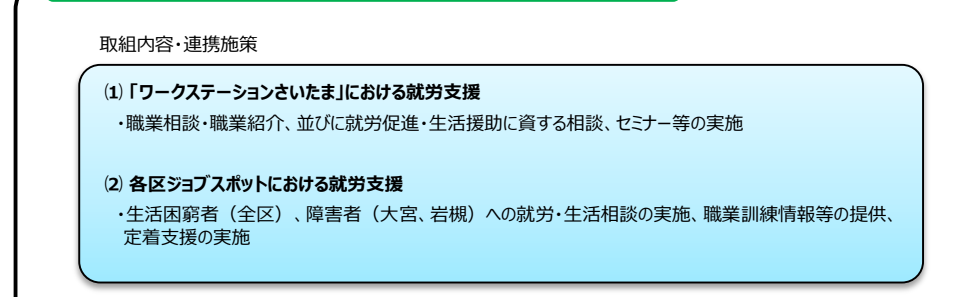 取組内容・連携施策
⑴「ワークステーションさいたま」における就労支援
・職業相談・職業紹介、並びに就労促進・生活援助に資する相談、セミナー等の実施
⑵ 各区ジョブスポットにおける就労支援
・生活困窮者（全区）、障害者（大宮、岩槻）への就労・生活相談の実施、職業訓練情報等の提供、
定着支援の実施